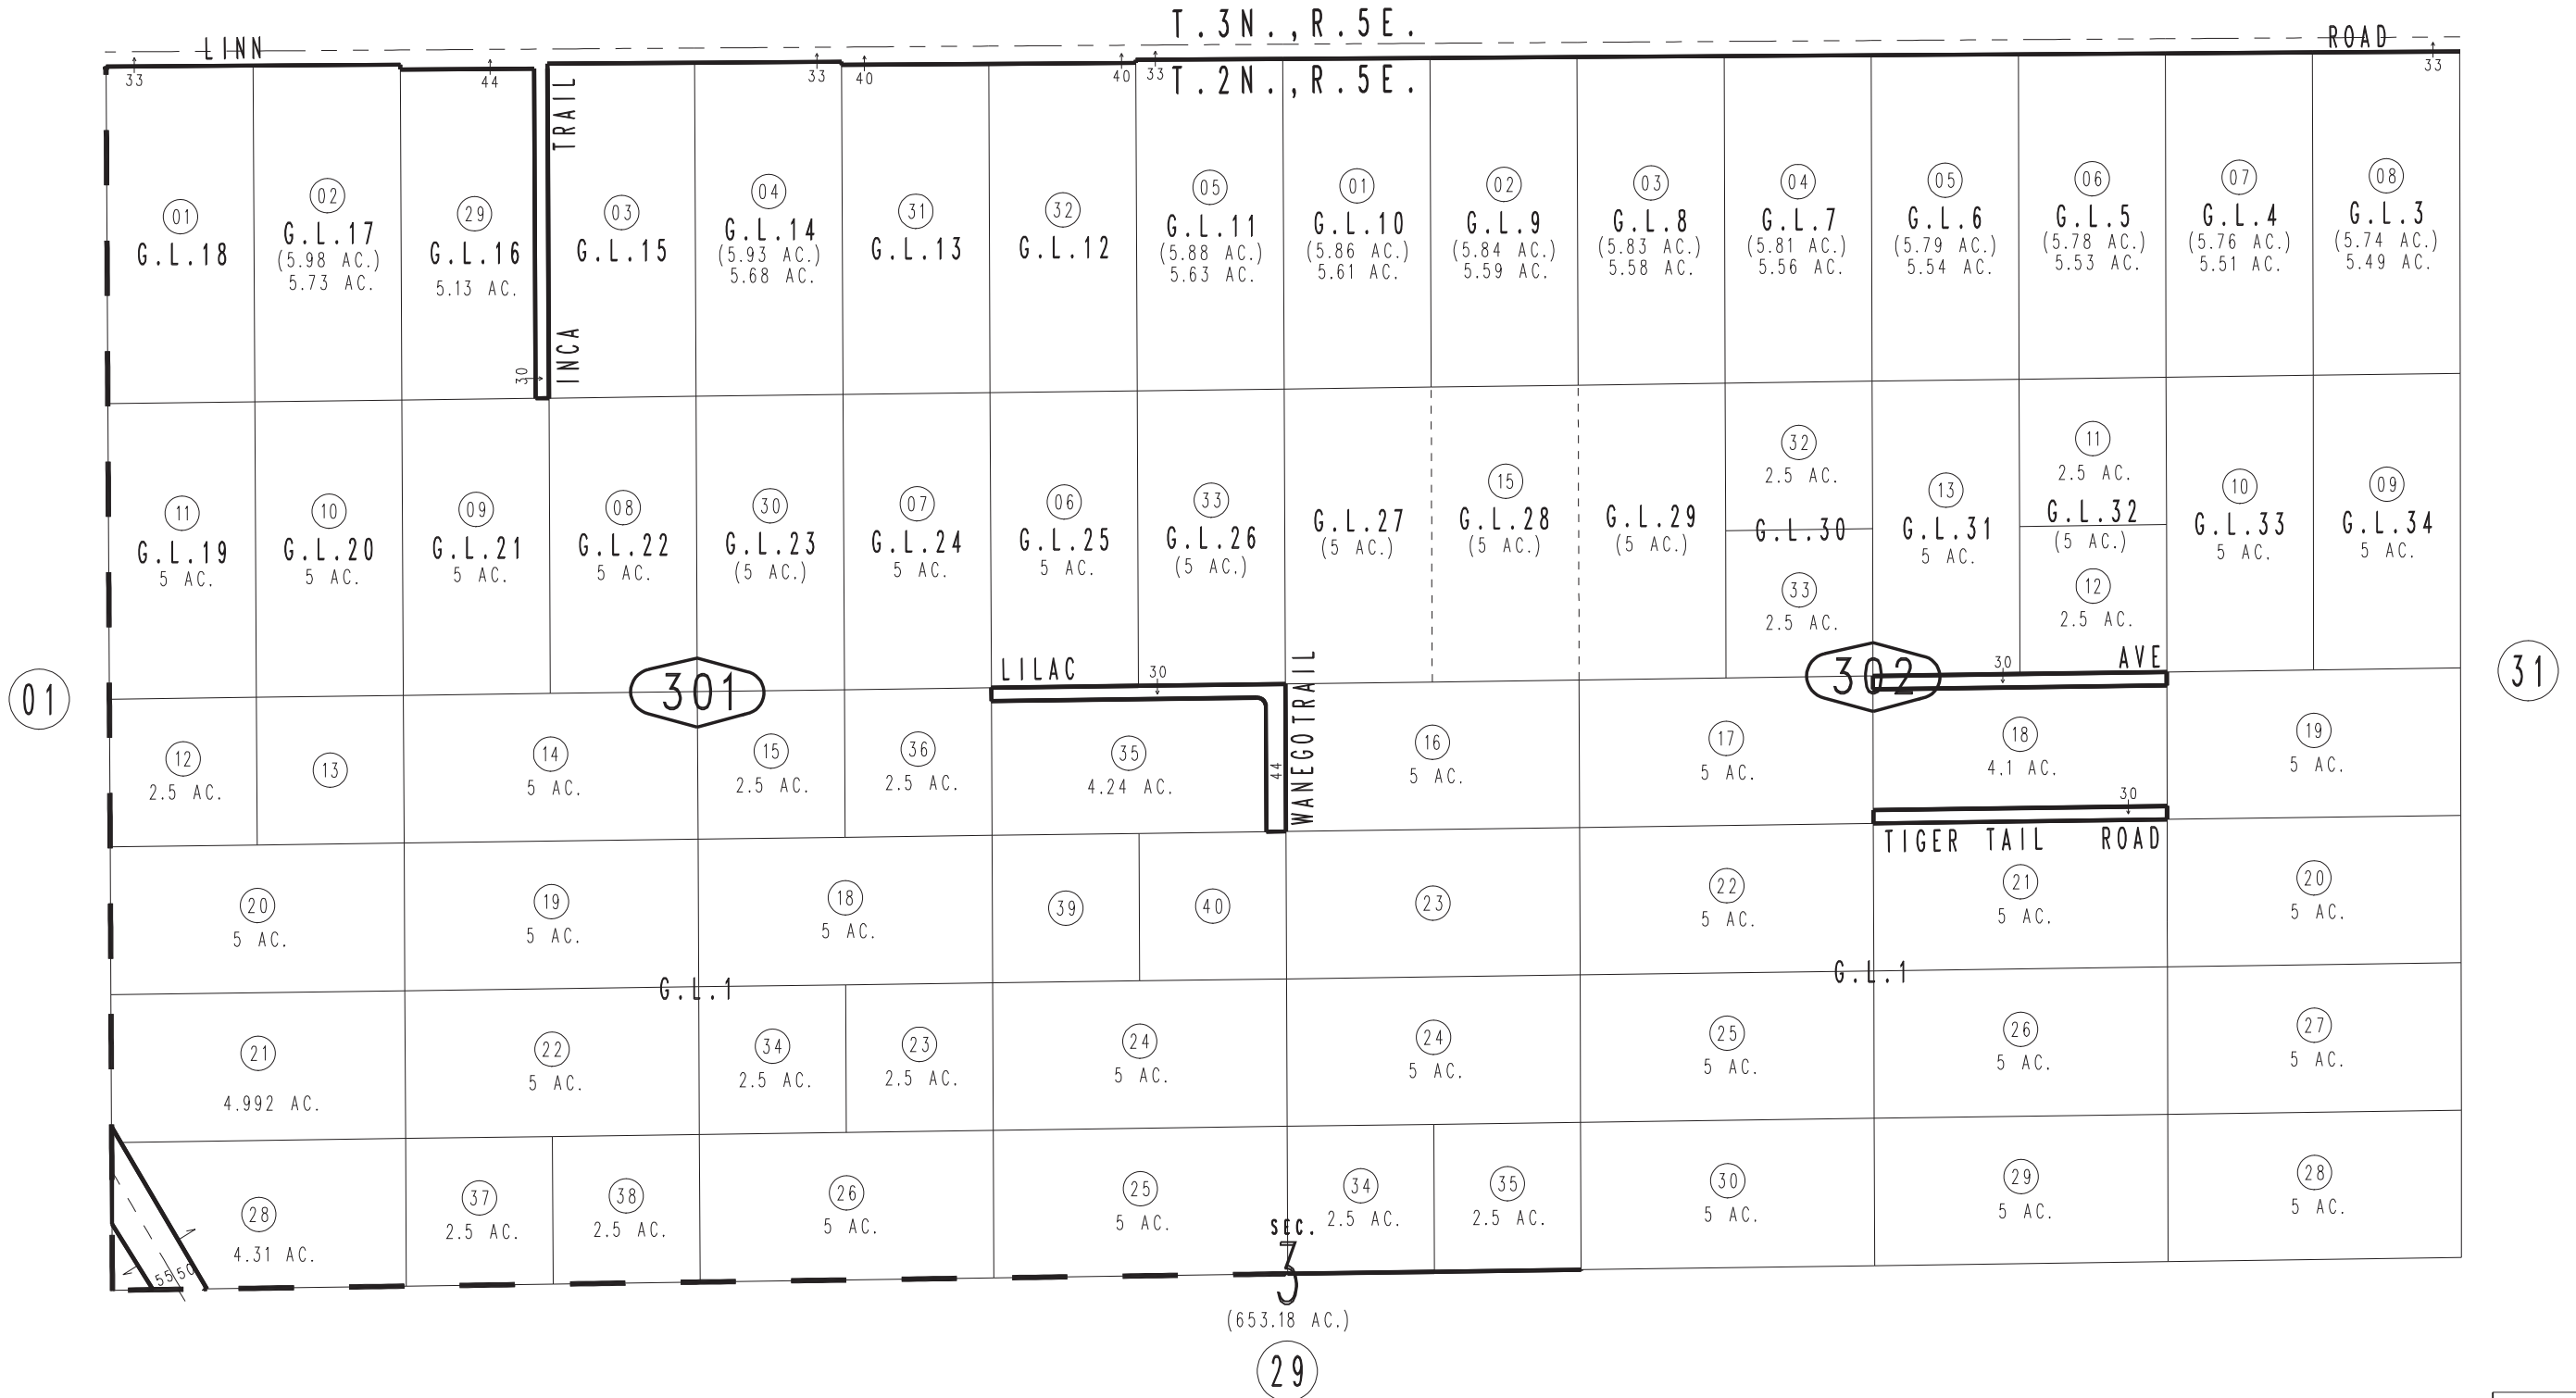 T.3N.,R.5E.
LINN ROAD
33 44 33 40 40 33 33
T.2N.,R.5E.
TRAIL
INCA
30
01
G.L.18
02
G.L.17
(5.98 AC.)
5.73 AC.
29
G.L.16
5.13 AC.
03
G.L.15
04
G.L.14
(5.93 AC.)
5.68 AC.
31
G.L.13
32
G.L.12
05
G.L.11
(5.88 AC.)
5.63 AC.
01
G.L.10
(5.86 AC.)
5.61 AC.
02
G.L.9
(5.84 AC.)
5.59 AC.
03
G.L.8
(5.83 AC.)
5.58 AC.
04
G.L.7
(5.81 AC.)
5.56 AC.
05
G.L.6
(5.79 AC.)
5.54 AC.
06
G.L.5
(5.78 AC.)
5.53 AC.
07
G.L.4
(5.76 AC.)
5.51 AC.
08
G.L.3
(5.74 AC.)
5.49 AC.
11
G.L.19
5 AC.
10
G.L.20
5 AC.
09
G.L.21
5 AC.
08
G.L.22
5 AC.
30
G.L.23
(5 AC.)
07
G.L.24
5 AC.
06
G.L.25
5 AC.
33
G.L.26
(5 AC.)
G.L.27
(5 AC.)
15
G.L.28
(5 AC.)
G.L.29
(5 AC.)
32
2.5 AC.
G.L.30
33
2.5 AC.
13
G.L.31
5 AC.
11
2.5 AC.
G.L.32
(5 AC.)
12
2.5 AC.
10
G.L.33
5 AC.
09
G.L.34
5 AC.
01
301
LILAC
30
WANEGO TRAIL
44
302
30
AVE
31
12
2.5 AC.
13
14
5 AC.
15
2.5 AC.
36
2.5 AC.
35
4.24 AC.
16
5 AC.
17
5 AC.
18
4.1 AC.
19
5 AC.
30
TIGER TAIL ROAD
20
5 AC.
19
5 AC.
18
5 AC.
39
40
23
22
5 AC.
21
5 AC.
20
5 AC.
G.L.1
G.L.1
21
4.992 AC.
22
5 AC.
34
2.5 AC.
23
2.5 AC.
24
5 AC.
24
5 AC.
25
5 AC.
26
5 AC.
27
5 AC.
28
4.31 AC.
55 50
37
2.5 AC.
38
2.5 AC.
26
5 AC.
25
5 AC.
34
2.5 AC.
35
2.5 AC.
30
5 AC.
29
5 AC.
28
5 AC.
SEC.
3
(653.18 AC.)
29